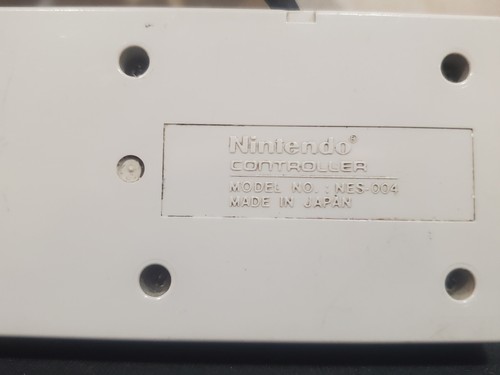 Nintendo®
CONTROLLER
MODEL NO. : NES-004
MADE IN JAPAN